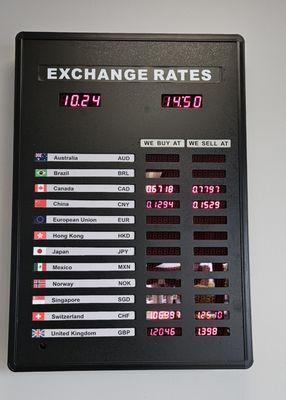 EXCHANGE RATES
10.24 14:50
WE BUY AT WE SELL AT
Australia AUD
Brazil BRL
Canada CAD 0.6718 0.7797
China CNY 0.1294 0.1529
European Union EUR
Hong Kong HKD
Japan JPY
Mexico MXN
Norway NOK
Singapore SGD
Switzerland CHF
United Kingdom GBP 1.2046 1.398